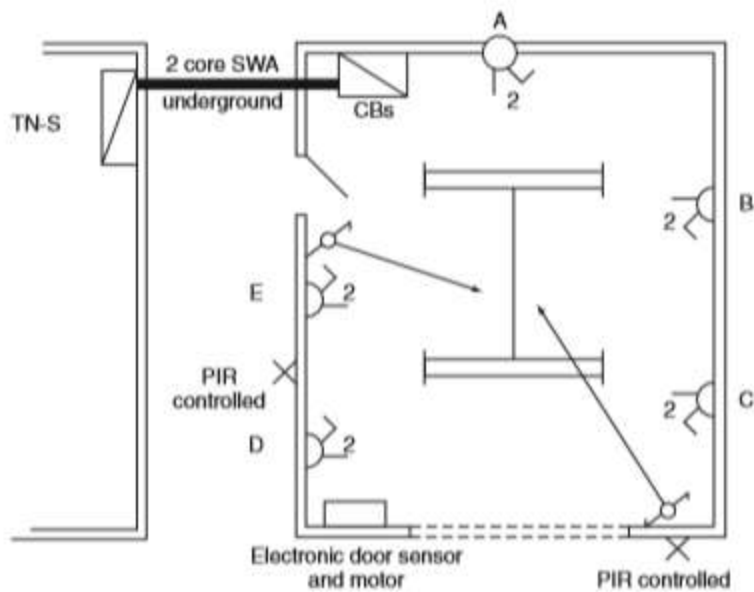 A
2 core SWA
TN-S
underground
CBs
2
B
2
E
2
PIR
controlled
C
2
D
2
Electronic door sensor
and motor
PIR controlled